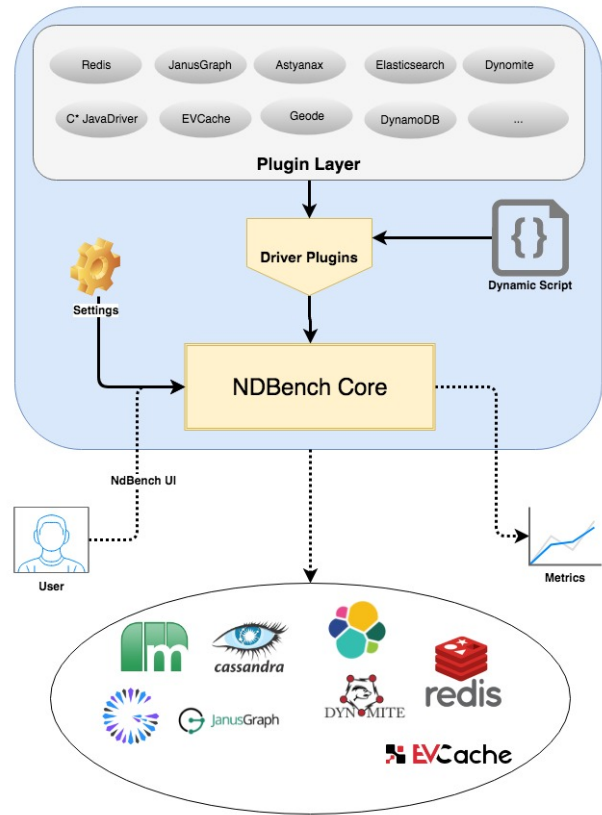 Redis
JanusGraph
Astyanax
Elasticsearch
Dynomite
C* JavaDriver
EVCache
Geode
DynamoDB
...
Plugin Layer
Driver Plugins
{}
Dynamic Script
Settings
NDBench Core
NdBench UI
User
Metrics
m
cassandra
redis
JanusGraph
DYNOMITE
EVCache